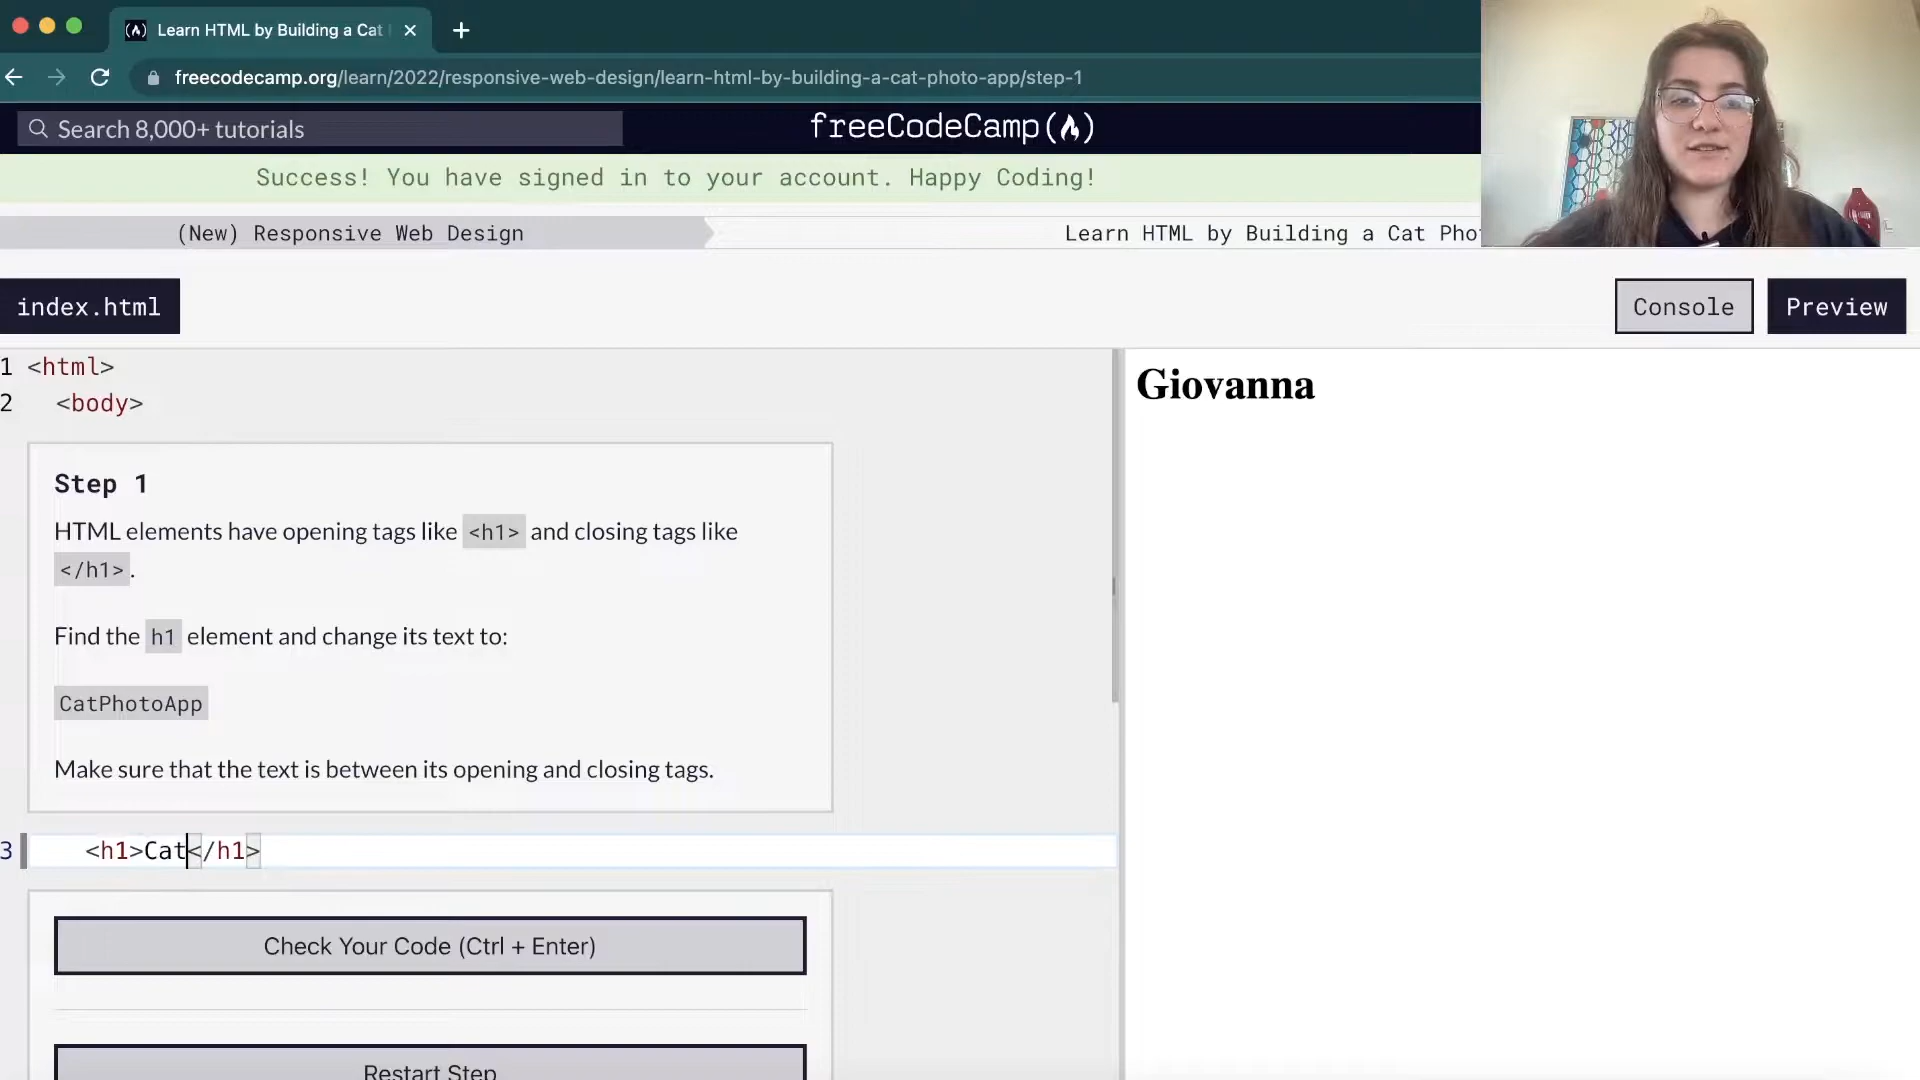 Learn HTML by Building a Cat
freecodecamp.org/learn/2022/responsive-web-design/learn-html-by-building-a-cat-photo-app/step-1
Search 8,000+ tutorials
freeCodeCamp
Success! You have signed in to your account. Happy Coding!
(New) Responsive Web Design
Learn HTML by Building a Cat Pho
index.html
Console
Preview
1 <html>
2 <body>
Giovanna
Step 1
HTML elements have opening tags like <h1> and closing tags like
</h1>.
Find the h1 element and change its text to:
CatPhotoApp
Make sure that the text is between its opening and closing tags.
3 <h1>Cat</h1>
Check Your Code (Ctrl + Enter)
Restart Step